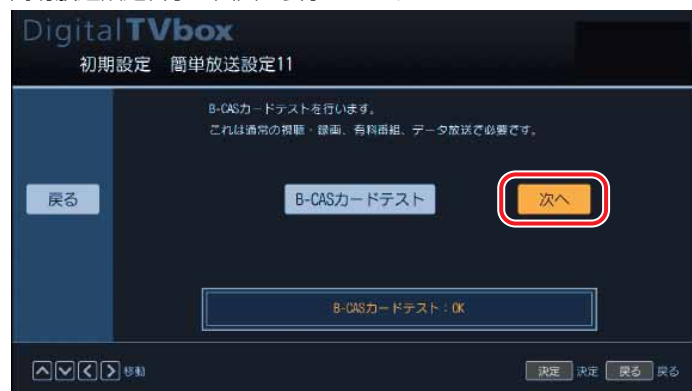 Digital TVbox
初期設定 簡単放送設定11
B-CASカードテストを行います。
これは通常の視聴・録画、有料番組、データ放送で必要です。
戻る
B-CASカードテスト
次へ
B-CASカードテスト:OK
移動
決定 決定 戻る 戻る